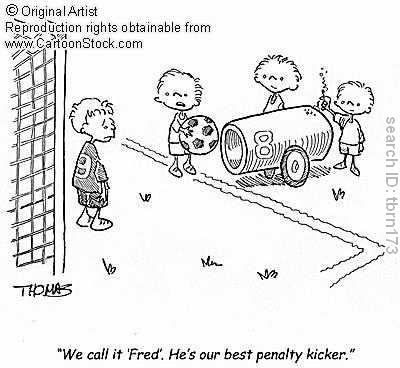 © Original Artist
Reproduction rights obtainable from
www.CartoonStock.com
8
8
search ID: tbrn173
THOMAS
"We call it 'Fred'. He's our best penalty kicker."